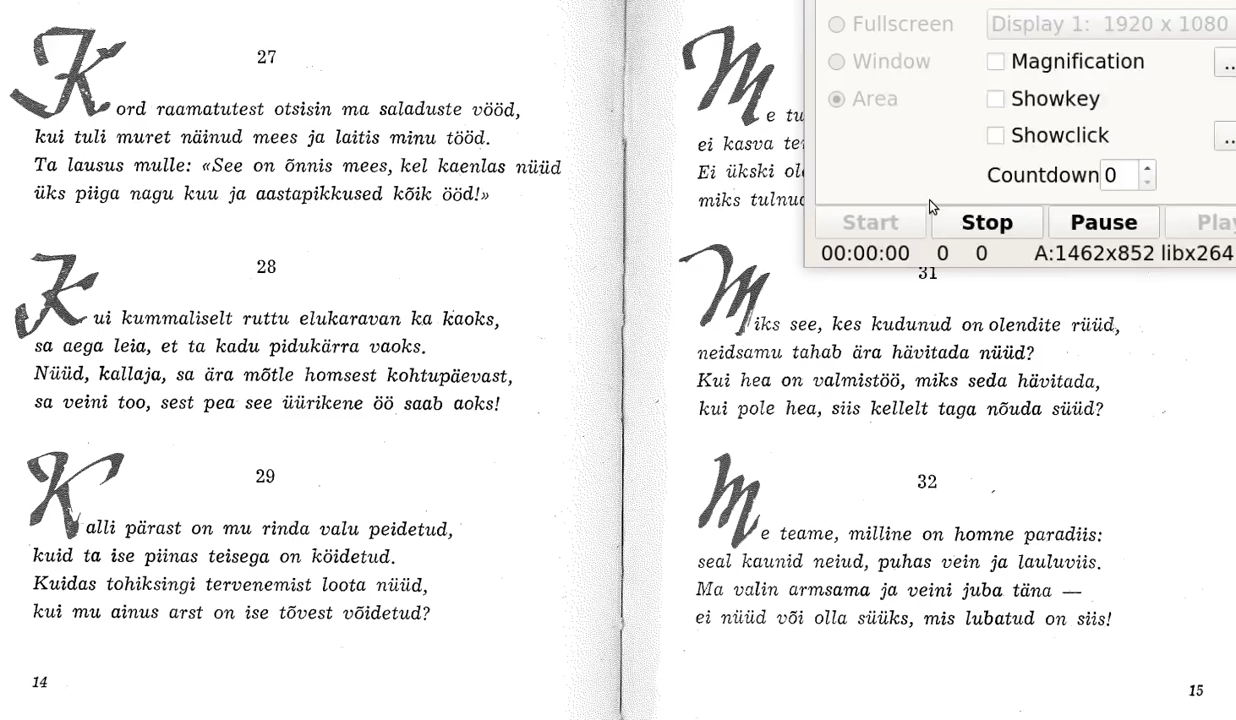 27
Kord raamatutest otsisin ma saladuste vööd,
kui tuli muret näinud mees ja laitis minu tööd.
Ta lausus mulle: «See on õnnis mees, kel kaenlas nüüd
üks piiga nagu kuu ja aastapikkused kõik ööd!»
28
Kui kummaliselt ruttu elukaravan ka kaoks,
sa aega leia, et ta kadu pidukärra vaoks.
Nüüd, kallaja, sa ära mõtle homsest kohtupäevast,
sa veini too, sest pea see üürikene öö saab aoks!
29
Kalli pärast on mu rinda valu peidetud,
kuid ta ise piinas teisega on köidetud.
Kuidas tohiksingi tervenemist loota nüüd,
kui mu ainus arst on ise tõvest võidetud?
14
Me
ei kasva
Ei ükski
miks
31
Miks see, kes kudunud on olendite rüüd,
neidsamu tahab ära hävitada nüüd?
Kui hea on valmistöö, miks seda hävitada,
kui pole hea, siis kellelt taga nõuda süüd?
32
Me teame, milline on homne paradiis:
seal kaunid neiud, puhas vein ja lauluviis.
Ma valin armsama ja veini juba täna —
ei nüüd või olla süüks, mis lubatud on siis!
15
Fullscreen Display 1: 1920 x 1080
Window Magnification ..
Area Showkey
Showclick ..
Countdown 0
Start Stop Pause
00:00:00 0 0 A:1462x852 libx264